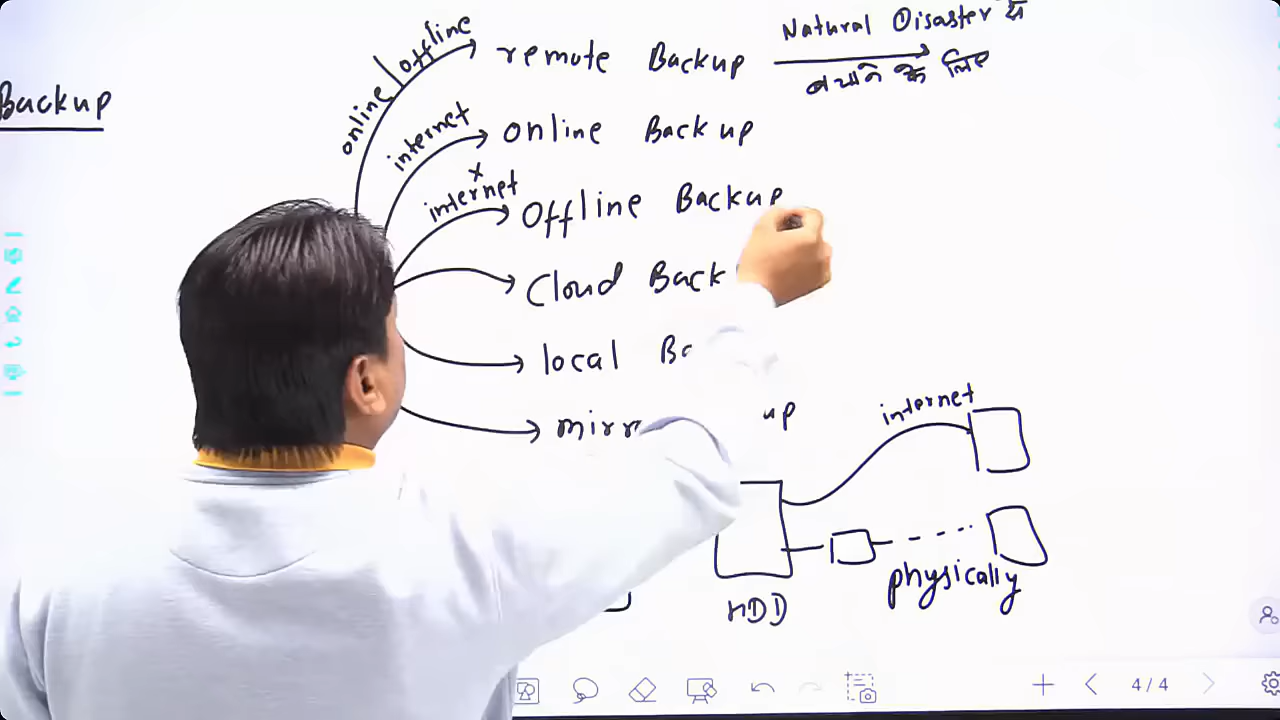 Backup
online/offline
remote Backup
Natural Disaster से
बचाने के लिए
internet
online Backup
x
internet
Offline Backup
Cloud Back
local
up
internet
HDD
physically
4/4